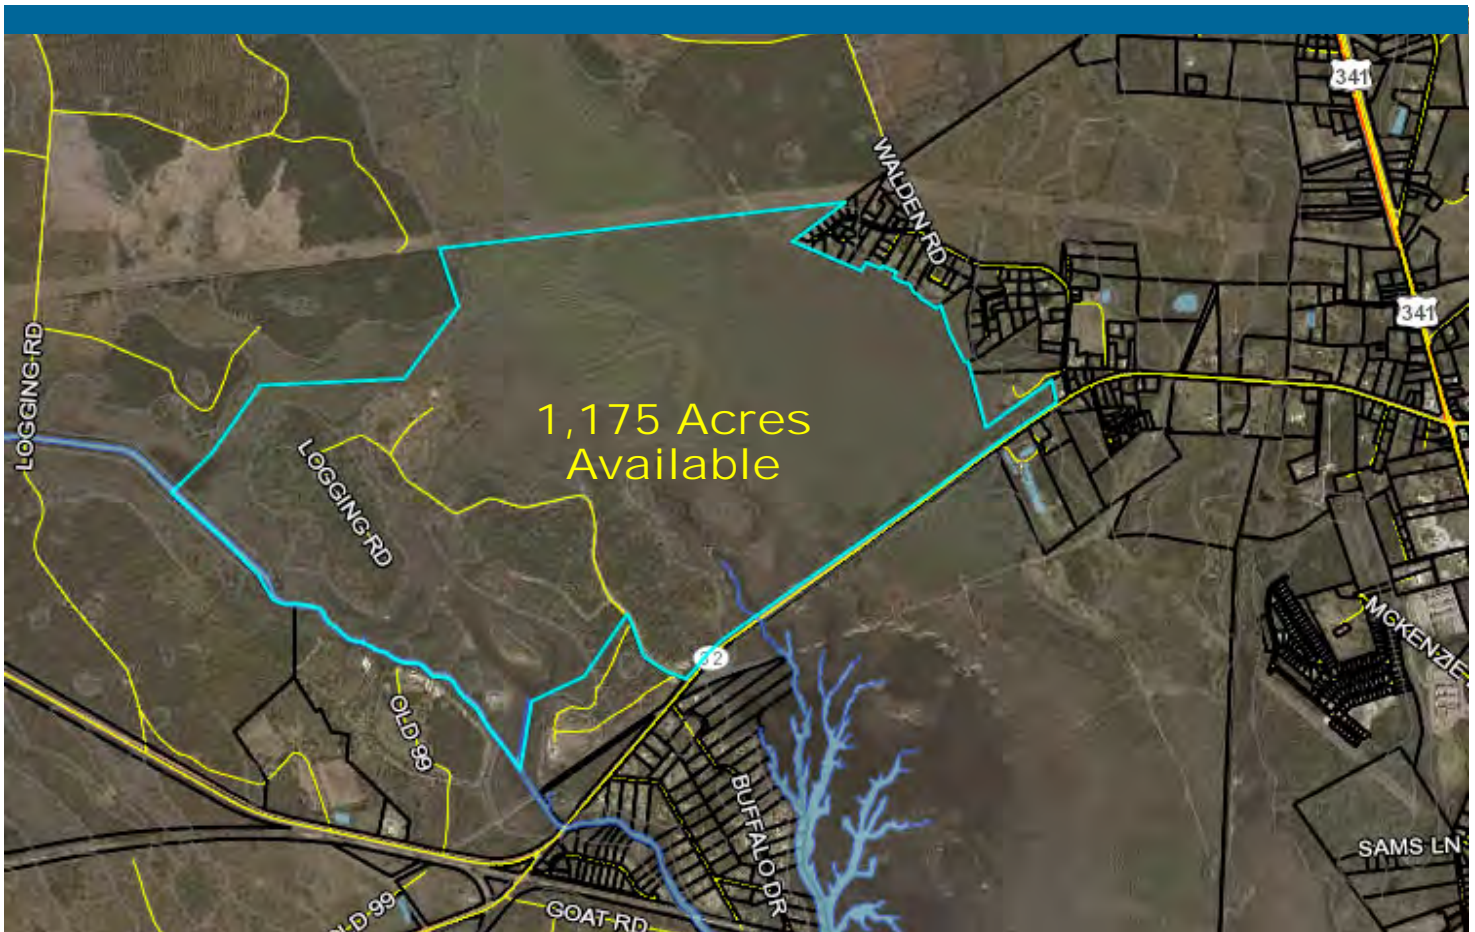 341
WALDEN RD
341
LOGGING RD
1,175 Acres
Available
LOGGING RD
32
MCKENZIE
OLD 99
BUFFALO DR
SAMS LN
OLD 99
GOAT RD